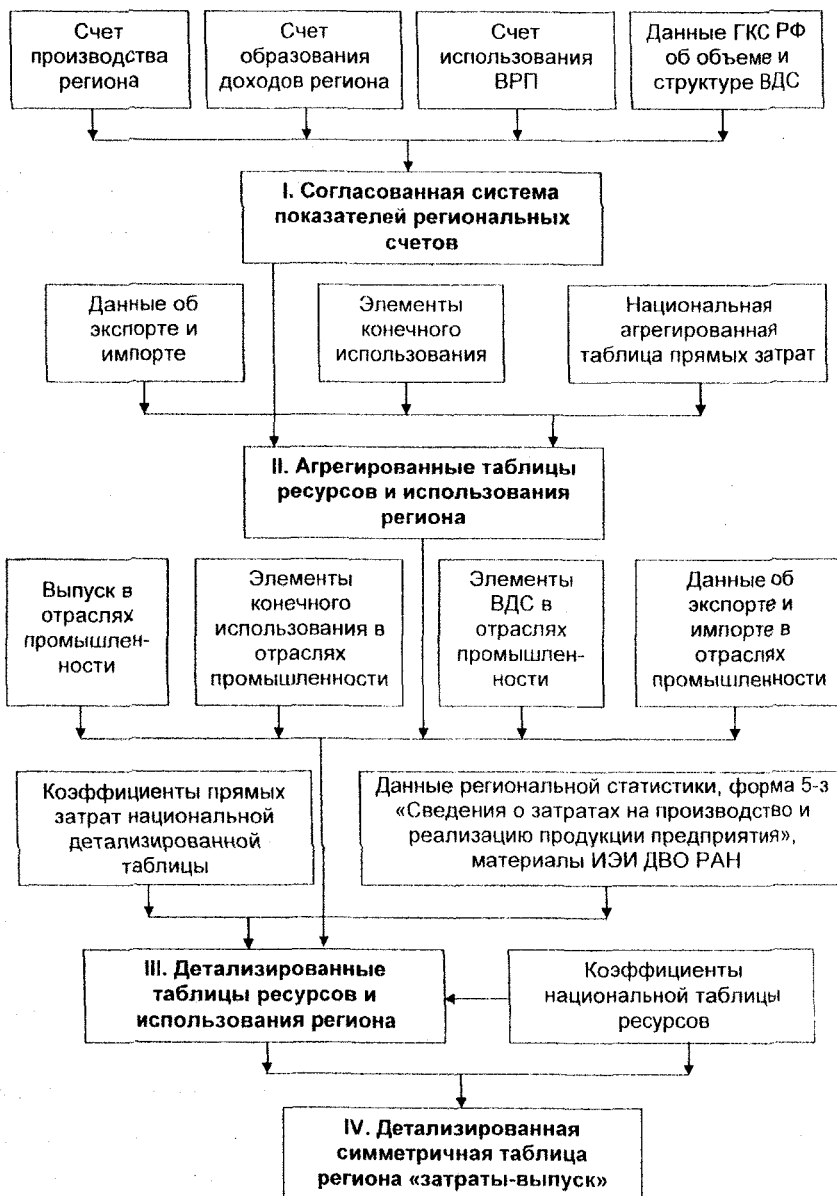 Счет
производства
региона
Счет
образования
доходов региона
Счет
использования
ВРП
Данные ГКС РФ
об объеме и
структуре ВДС
I. Согласованная система
показателей региональных
счетов
Данные об
экспорте и
импорте
Элементы
конечного
использования
Национальная
агрегированная
таблица прямых затрат
II. Агрегированные таблицы
ресурсов и использования
региона
Выпуск в
отраслях
промышлен-
ности
Элементы
конечного
использования в
отраслях
промышленности
Элементы
ВДС в
отраслях
промышлен-
ности
Данные об
экспорте и
импорте в
отраслях
промышленности
Коэффициенты прямых
затрат национальной
детализированной
таблицы
Данные региональной статистики, форма 5-з
«Сведения о затратах на производство и
реализацию продукции предприятия»,
материалы ИЭИ ДВО РАН
III. Детализированные
таблицы ресурсов и
использования региона
Коэффициенты
национальной таблицы
ресурсов
IV. Детализированная
симметричная таблица
региона «затраты-выпуск»